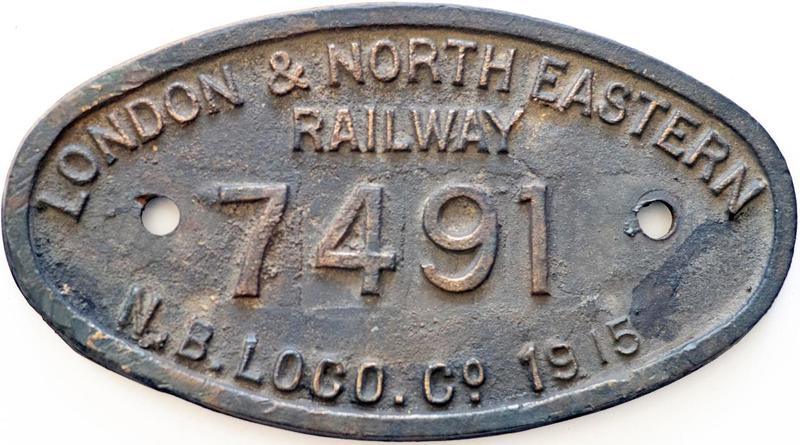 LONDON & NORTH EASTERN
RAILWAY
7491
N.B. LOCO. Co 1915